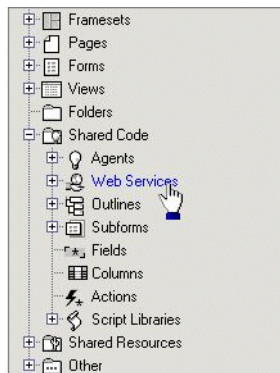 Framesets
Pages
Forms
Views
Folders
Shared Code
Agents
Web Services
Outlines
Subforms
Fields
Columns
Actions
Script Libraries
Shared Resources
Other